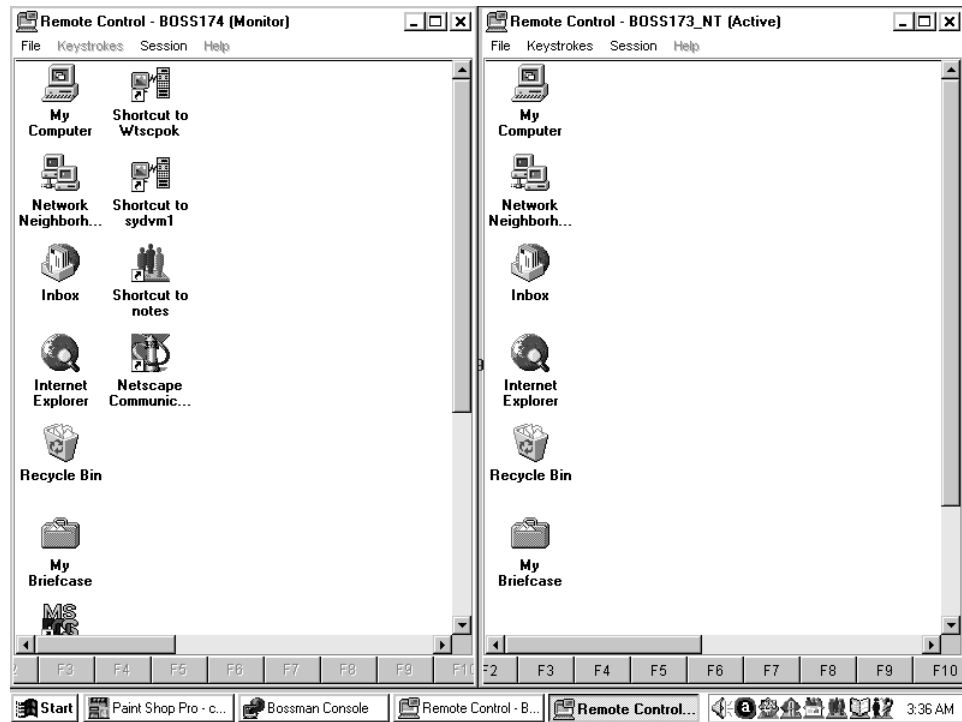 Remote Control - BOSS174 (Monitor)
File Keystrokes Session Help
My Computer
Shortcut to Wtscpok
Network Neighborh...
Shortcut to sydvm1
Inbox
Shortcut to notes
Internet Explorer
Netscape Communic...
Recycle Bin
My Briefcase
MS
F3 F4 F5 F6 F7 F8 F9 F10
Remote Control - BOSS173_NT (Active)
File Keystrokes Session Help
My Computer
Network Neighborh...
Inbox
Internet Explorer
Recycle Bin
My Briefcase
F2 F3 F4 F5 F6 F7 F8 F9 F10
Start Paint Shop Pro - c... Bossman Console Remote Control - B... Remote Control... 3:36 AM